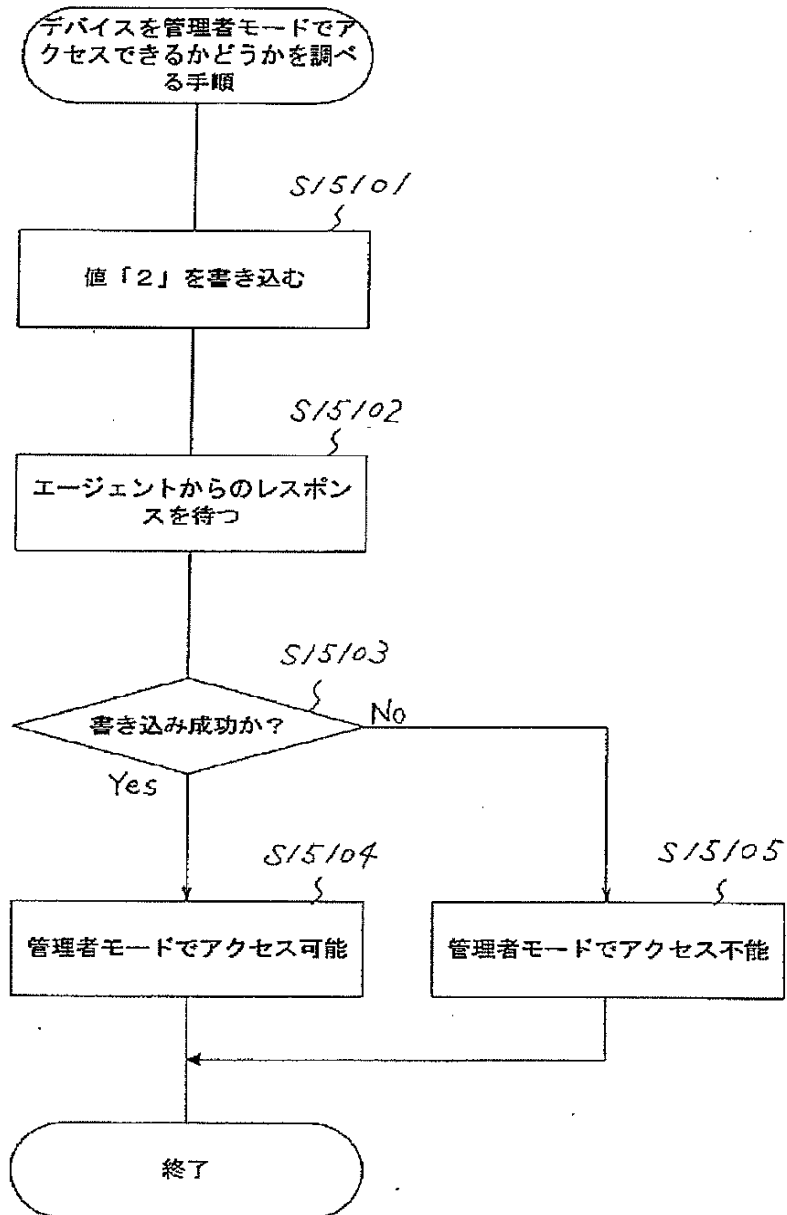 デバイスを管理者モードでア
クセスできるかどうかを調べ
る手順
S15101
値「2」を書き込む
S15102
エージェントからのレスポン
スを待つ
S15103
書き込み成功か？
No
Yes
S15104
S15105
管理者モードでアクセス可能
管理者モードでアクセス不能
終了